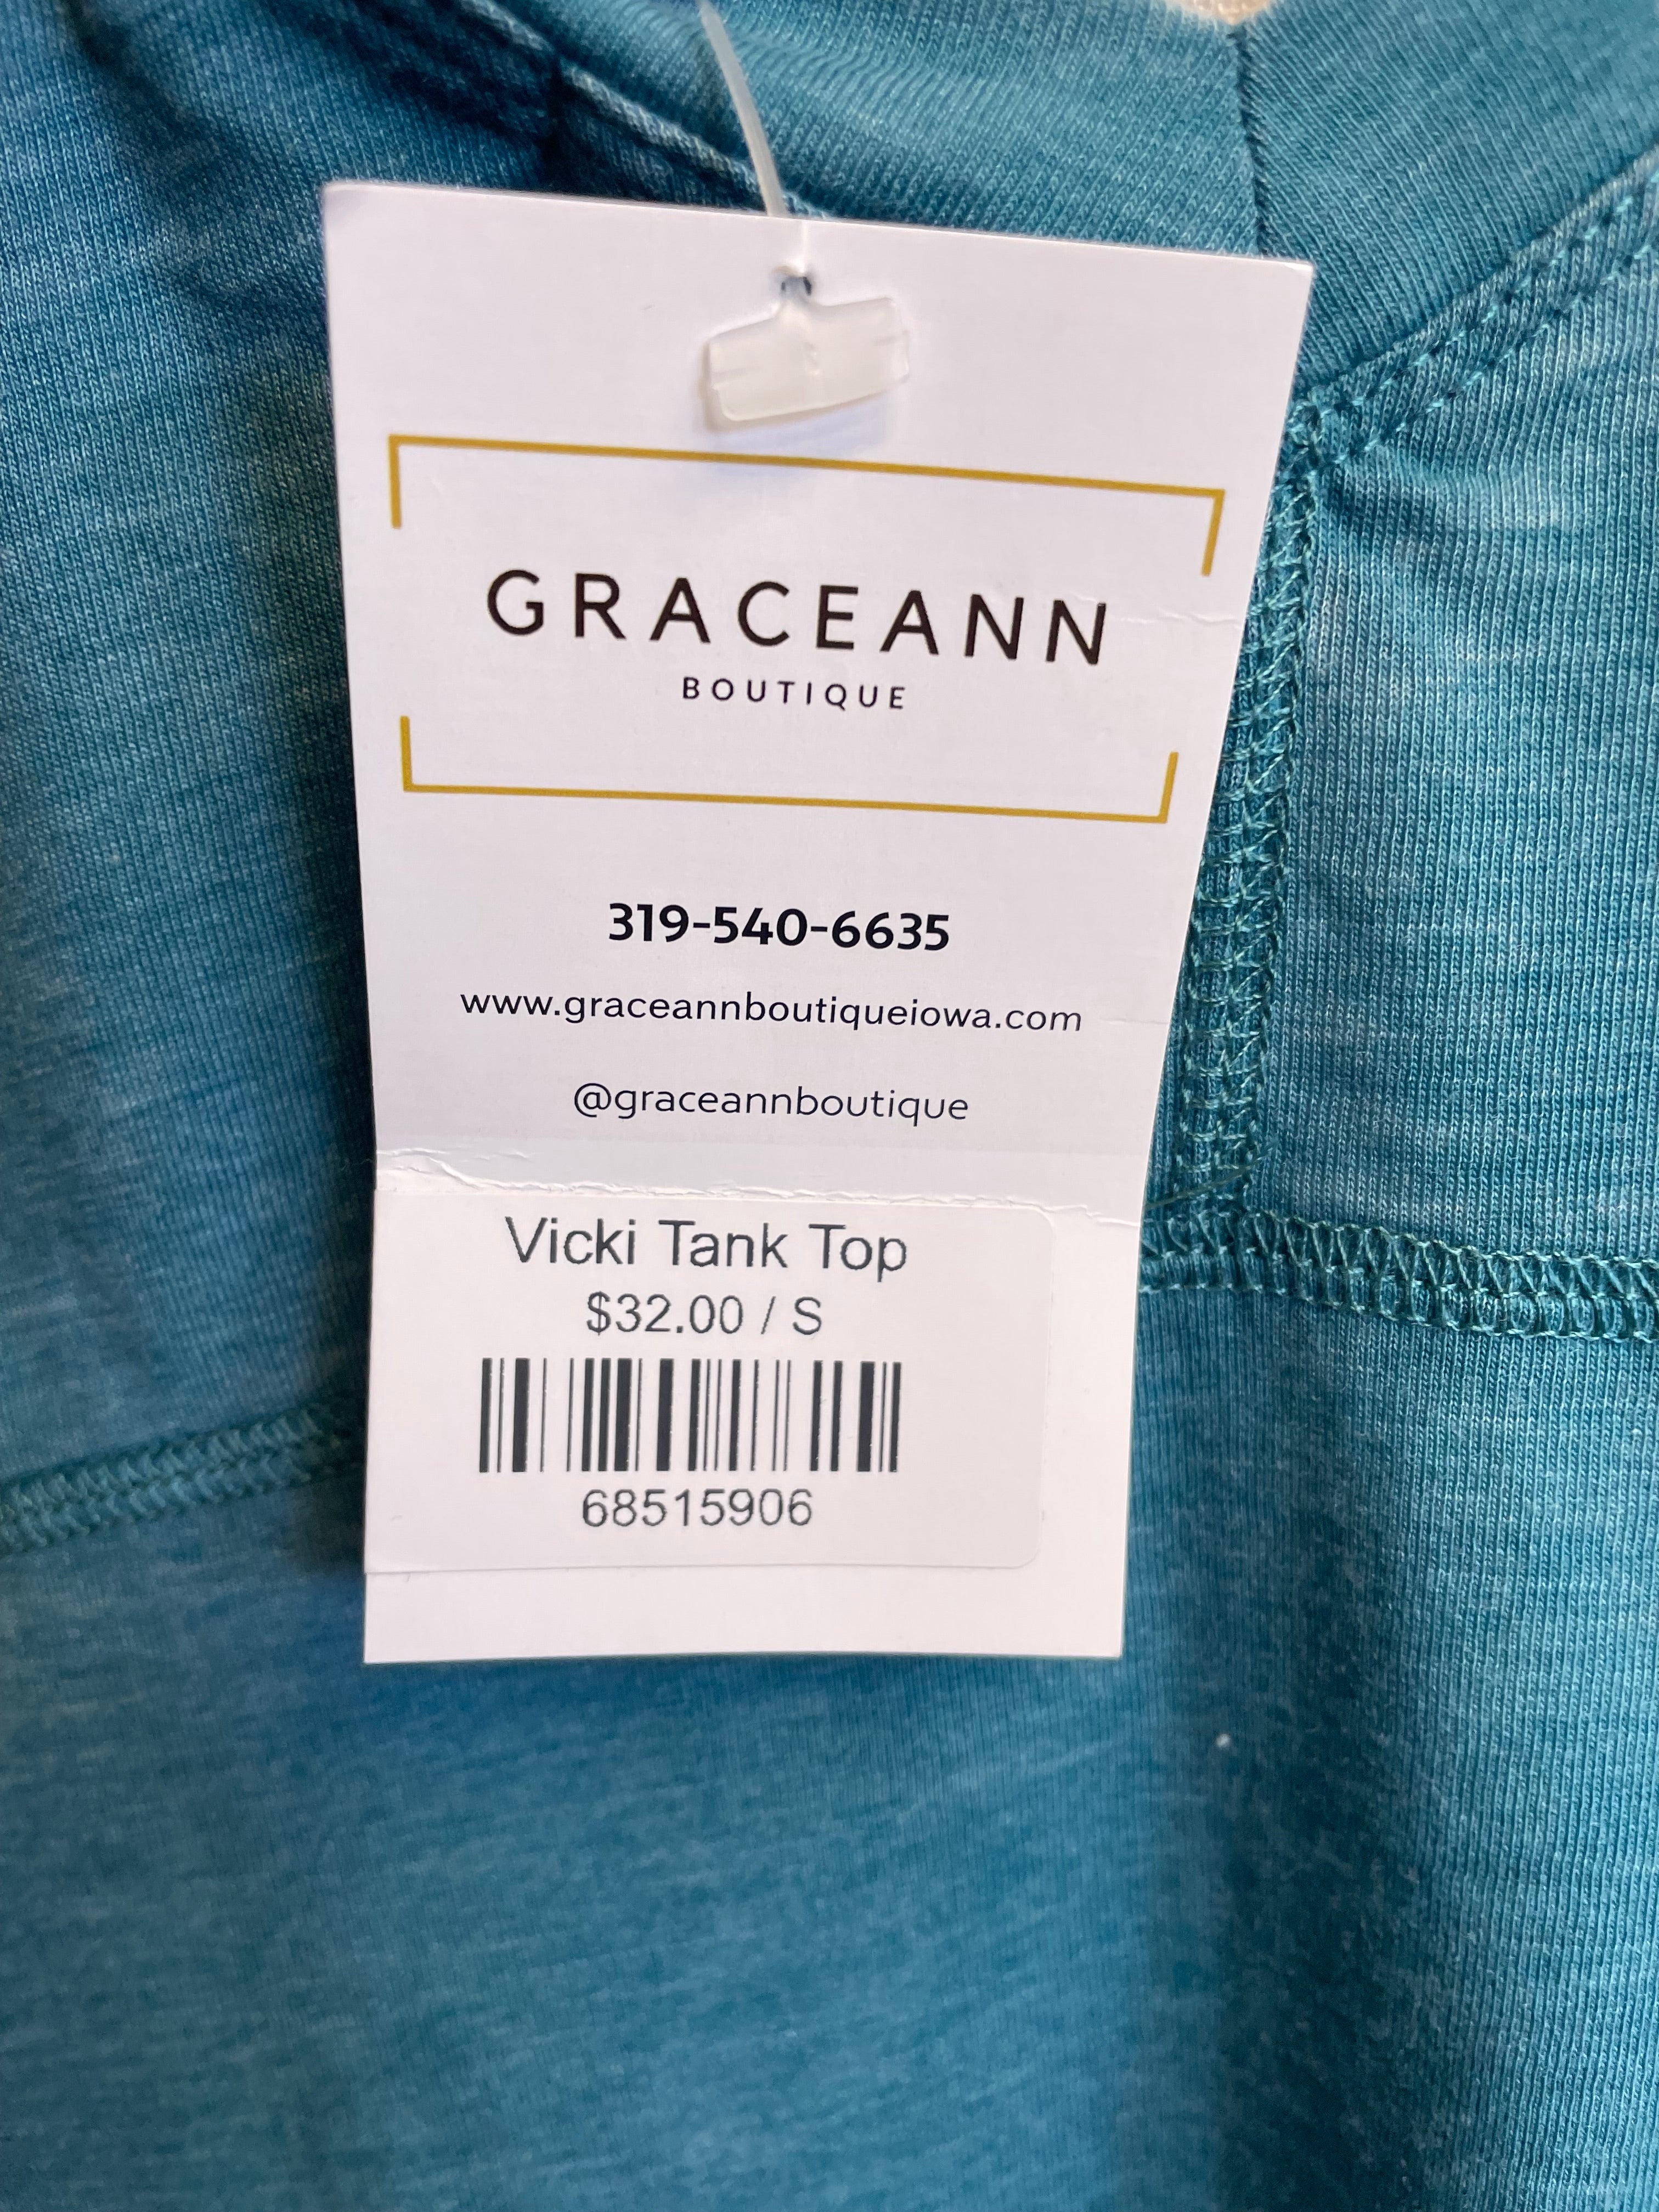 GRACEANN
BOUTIQUE
319-540-6635
www.graceannboutiqueiowa.com
@graceannboutique
Vicki Tank Top
$32.00 / S
68515906